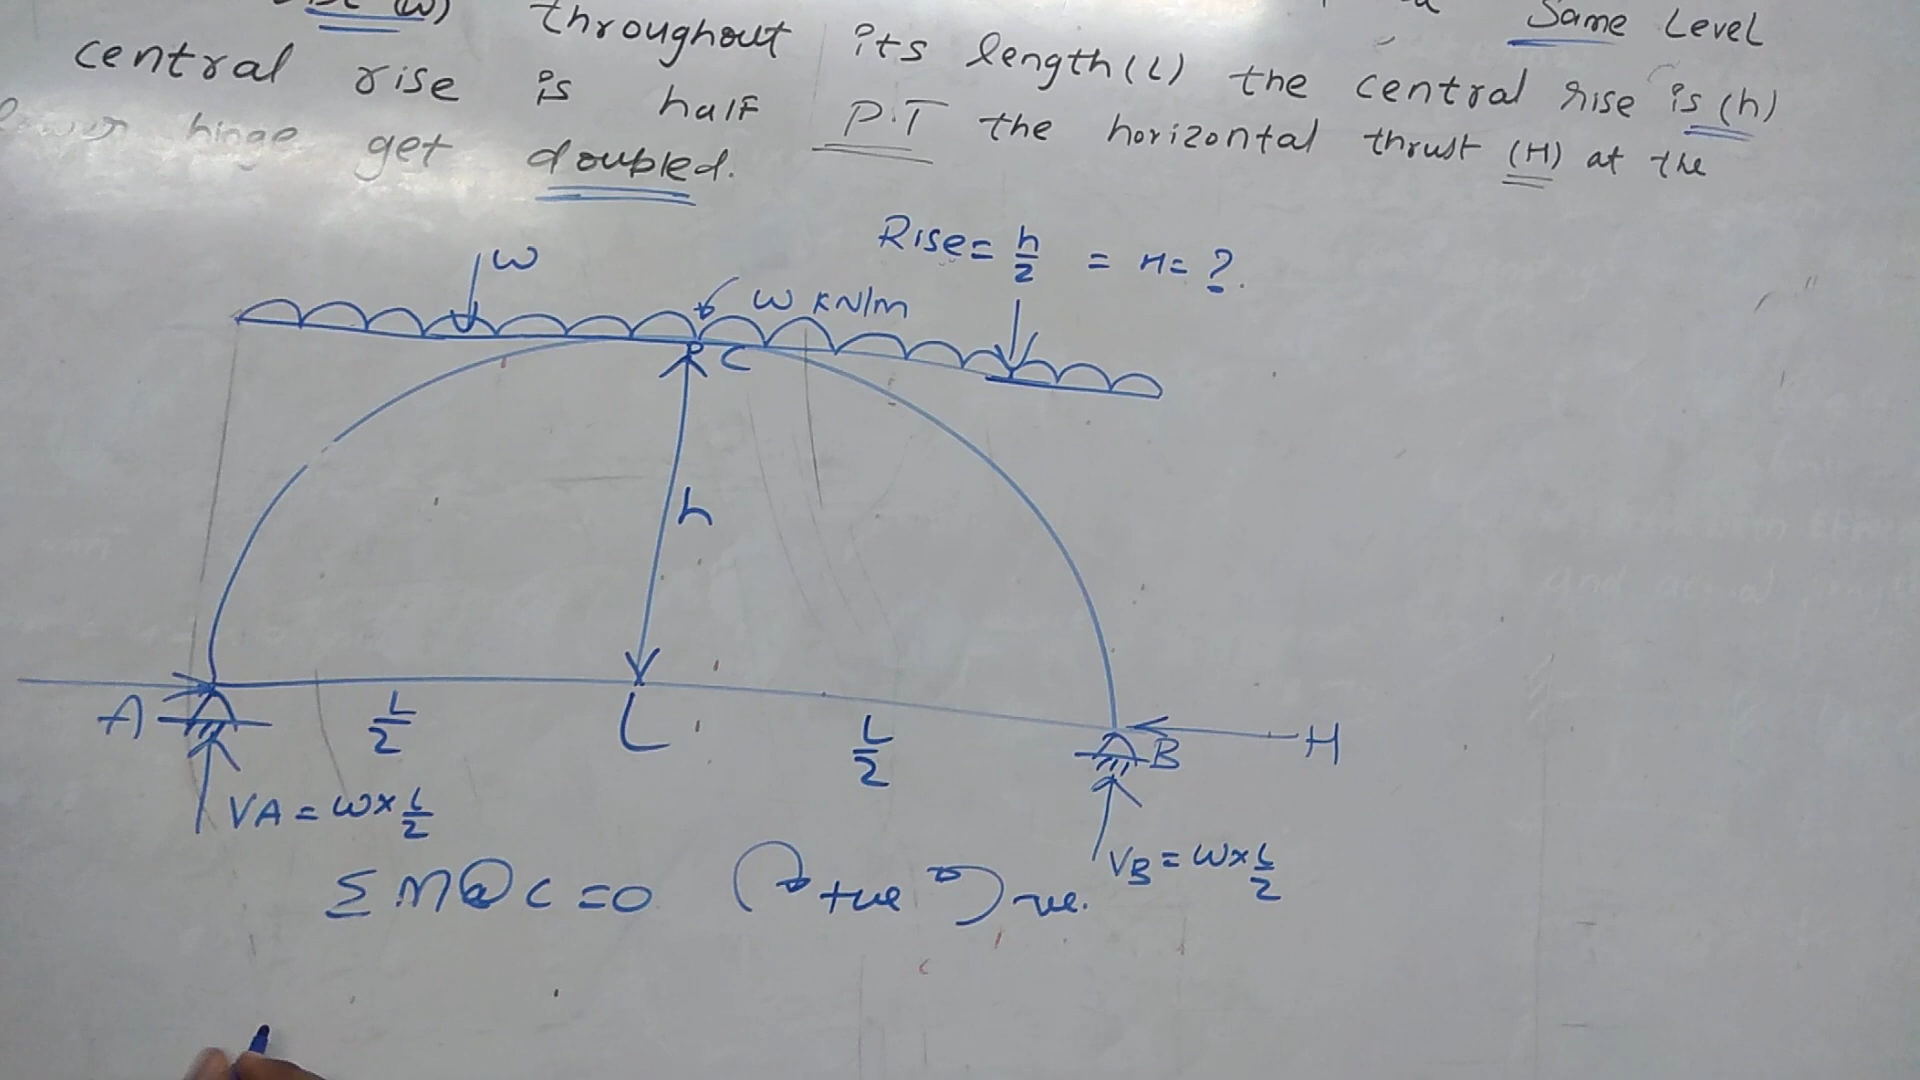 (w) throughout its length (L) the central rise is (h)
Same Level
central rise is half P.T the horizontal thrust (H) at the
hinge get doubled.
Rise = h/2 = H = ?
w
w KN/m
C
h
A
L/2
L
L/2
B
H
VA = w x L/2
VB = w x L/2
Σ M@C = 0 +ve -ve.